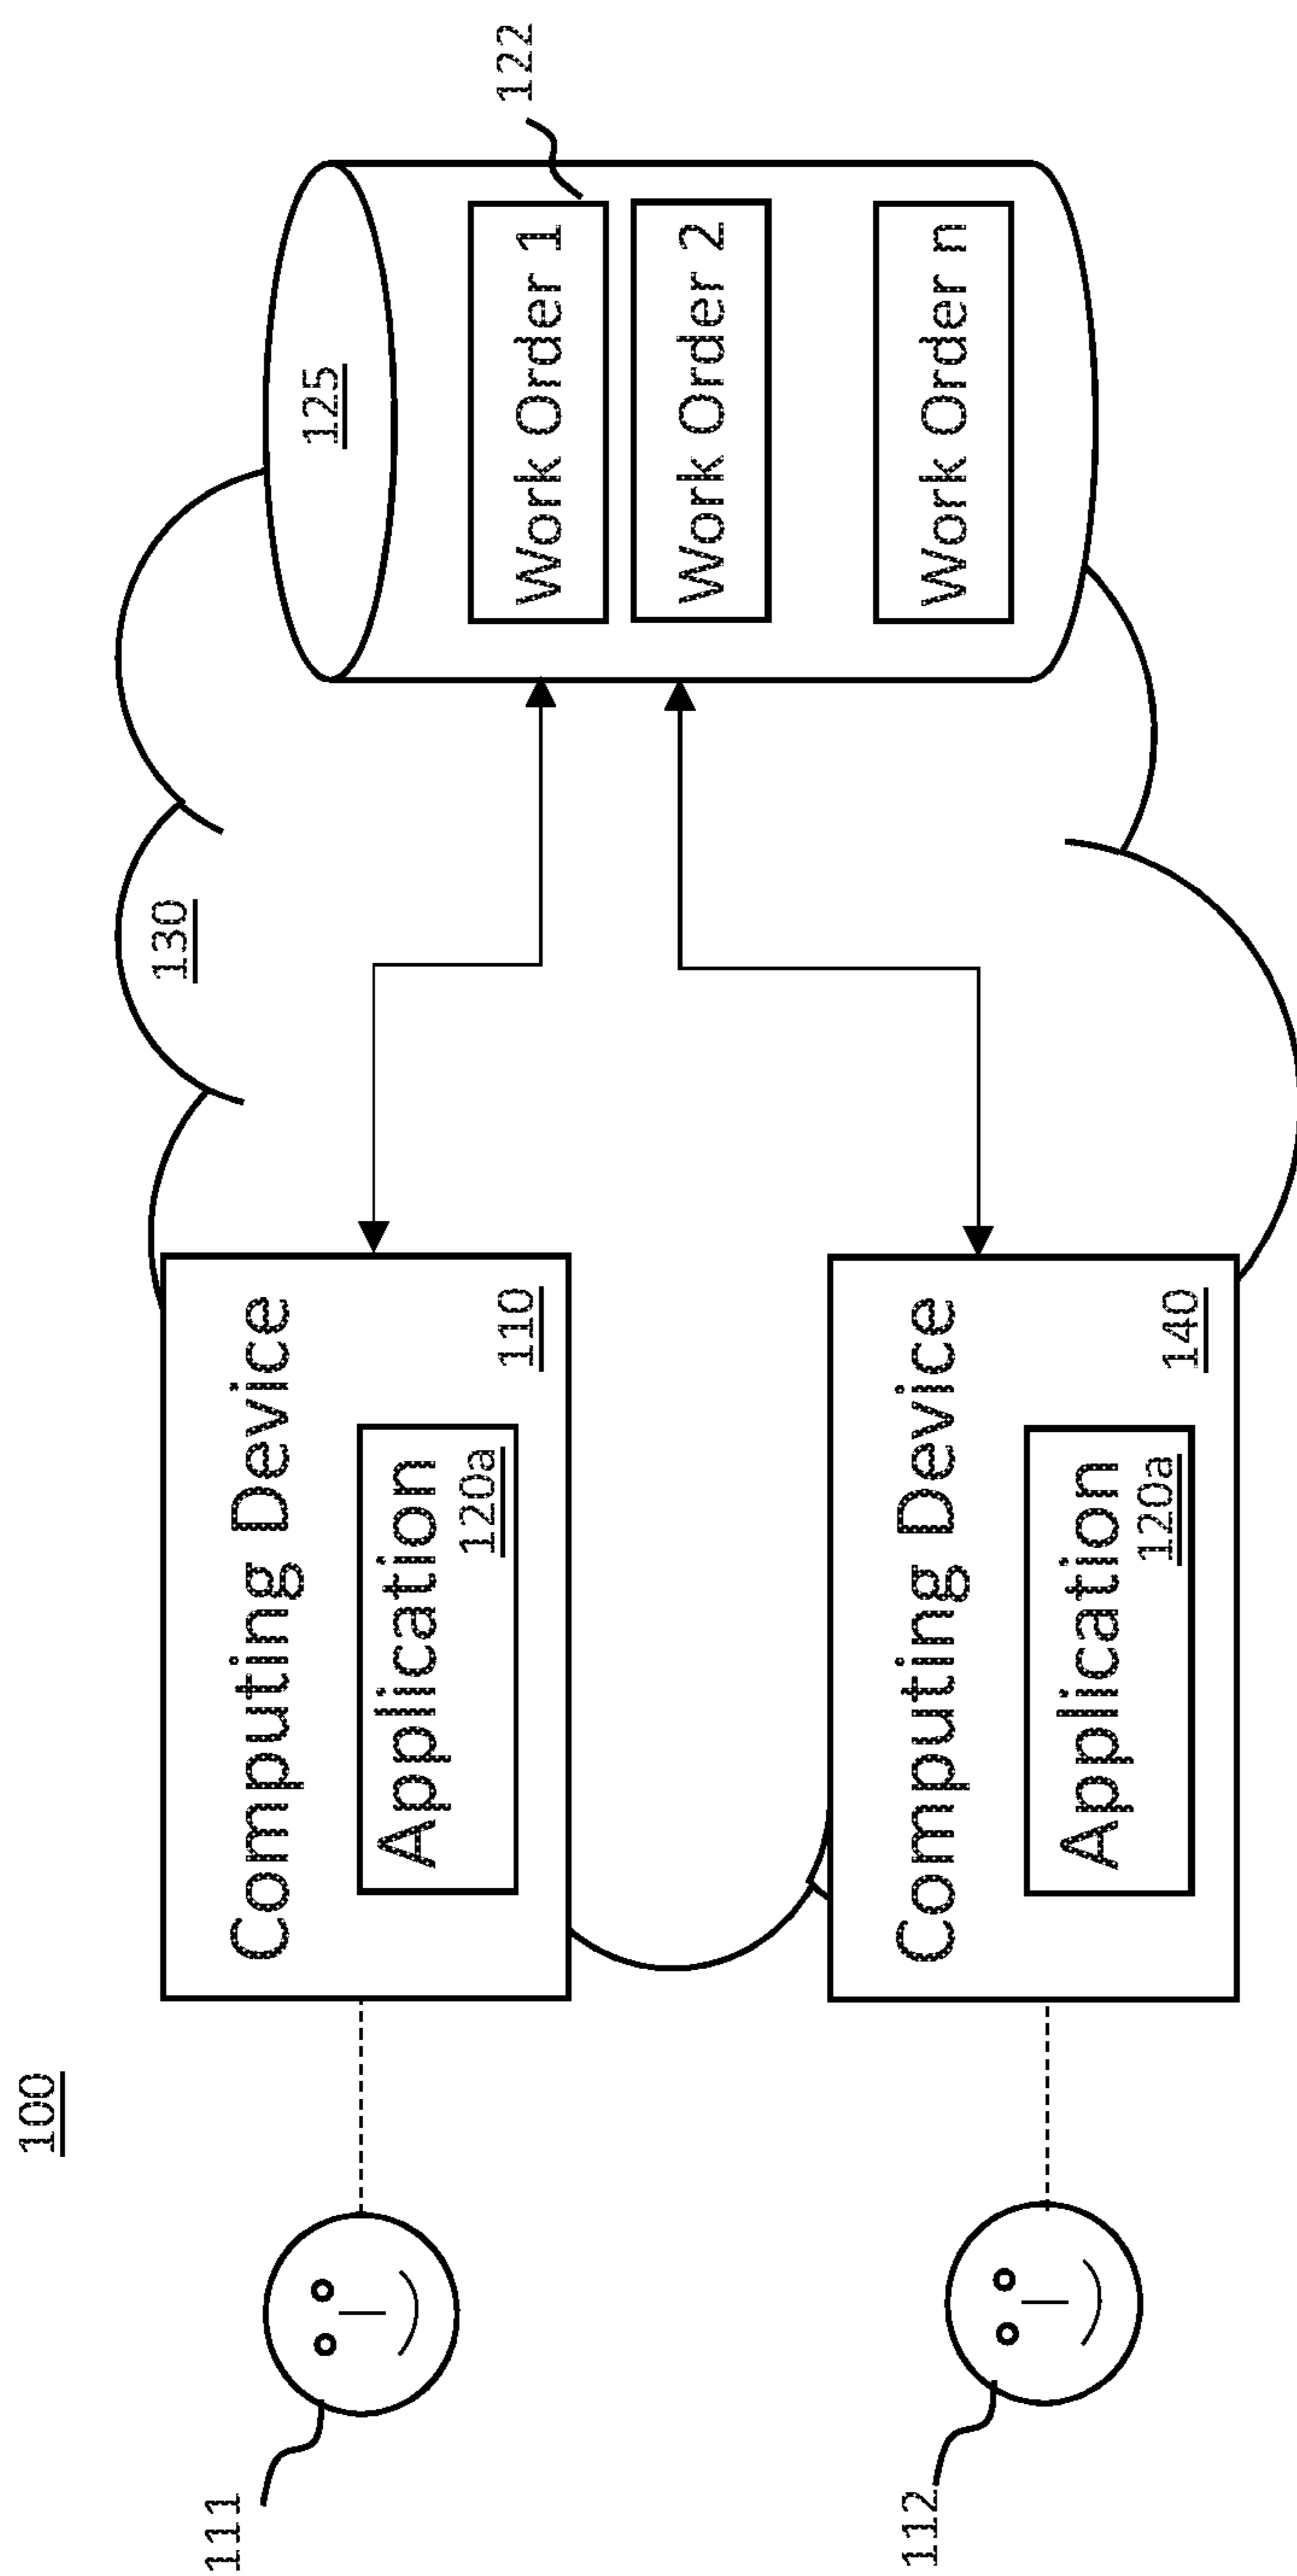 100
130
125
122
Work Order 1
Work Order 2
Work Order n
111
Computing Device
Application
120a
110
112
Computing Device
Application
120a
140